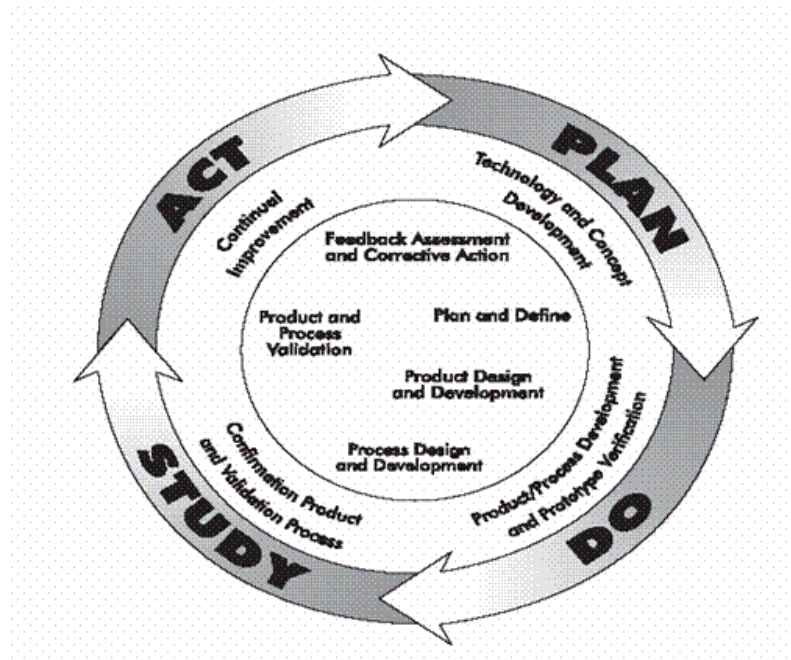 ACT
PLAN
Technology and Concept
Development
Continual
Improvement
Feedback Assessment
and Corrective Action
Product and
Process
Validation
Plan and Define
Product Design
and Development
Process Design
and Development
Product/Process Development
and Prototype Verification
Confirmation Product
and Validation Process
STUDY
DO